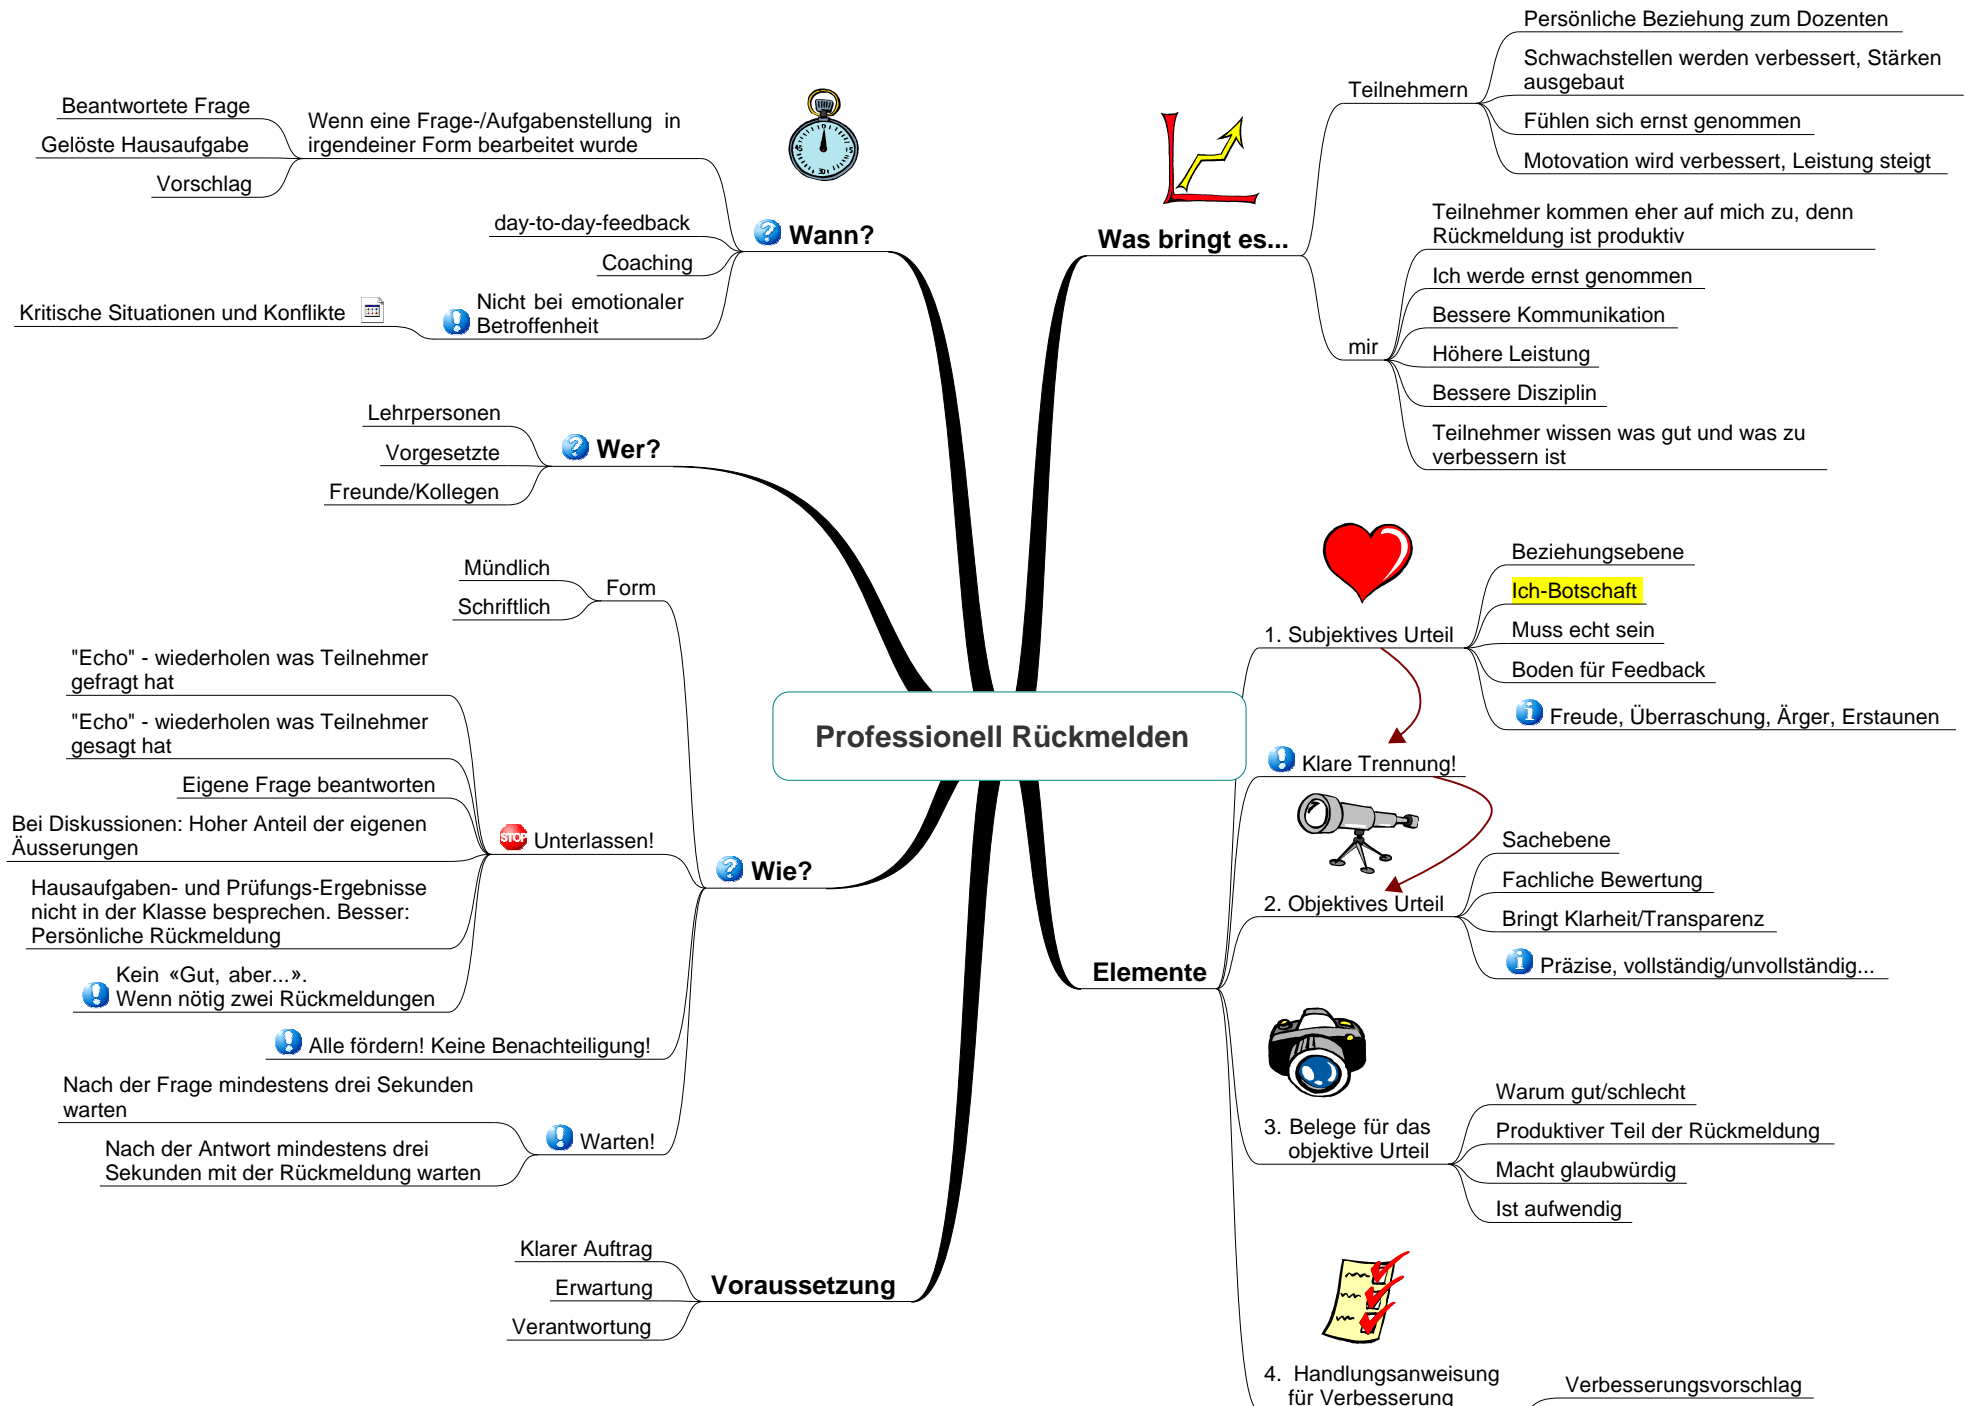 Professionell Rückmelden
Wann?
Wenn eine Frage-/Aufgabenstellung in
irgendeiner Form bearbeitet wurde
Beantwortete Frage
Gelöste Hausaufgabe
Vorschlag
day-to-day-feedback
Coaching
Nicht bei emotionaler
Betroffenheit
Kritische Situationen und Konflikte
Wer?
Lehrpersonen
Vorgesetzte
Freunde/Kollegen
Wie?
Form
Mündlich
Schriftlich
STOP
Unterlassen!
"Echo" - wiederholen was Teilnehmer
gefragt hat
"Echo" - wiederholen was Teilnehmer
gesagt hat
Eigene Frage beantworten
Bei Diskussionen: Hoher Anteil der eigenen
Äusserungen
Hausaufgaben- und Prüfungs-Ergebnisse
nicht in der Klasse besprechen. Besser:
Persönliche Rückmeldung
Kein «Gut, aber...».
Wenn nötig zwei Rückmeldungen
Alle fördern! Keine Benachteiligung!
Warten!
Nach der Frage mindestens drei Sekunden
warten
Nach der Antwort mindestens drei
Sekunden mit der Rückmeldung warten
Voraussetzung
Klarer Auftrag
Erwartung
Verantwortung
Was bringt es...
Teilnehmern
Persönliche Beziehung zum Dozenten
Schwachstellen werden verbessert, Stärken
ausgebaut
Fühlen sich ernst genommen
Motovation wird verbessert, Leistung steigt
mir
Teilnehmer kommen eher auf mich zu, denn
Rückmeldung ist produktiv
Ich werde ernst genommen
Bessere Kommunikation
Höhere Leistung
Bessere Disziplin
Teilnehmer wissen was gut und was zu
verbessern ist
Elemente
1. Subjektives Urteil
Beziehungsebene
Ich-Botschaft
Muss echt sein
Boden für Feedback
Freude, Überraschung, Ärger, Erstaunen
Klare Trennung!
2. Objektives Urteil
Sachebene
Fachliche Bewertung
Bringt Klarheit/Transparenz
Präzise, vollständig/unvollständig...
3. Belege für das
objektive Urteil
Warum gut/schlecht
Produktiver Teil der Rückmeldung
Macht glaubwürdig
Ist aufwendig
4. Handlungsanweisung
für Verbesserung
Verbesserungsvorschlag